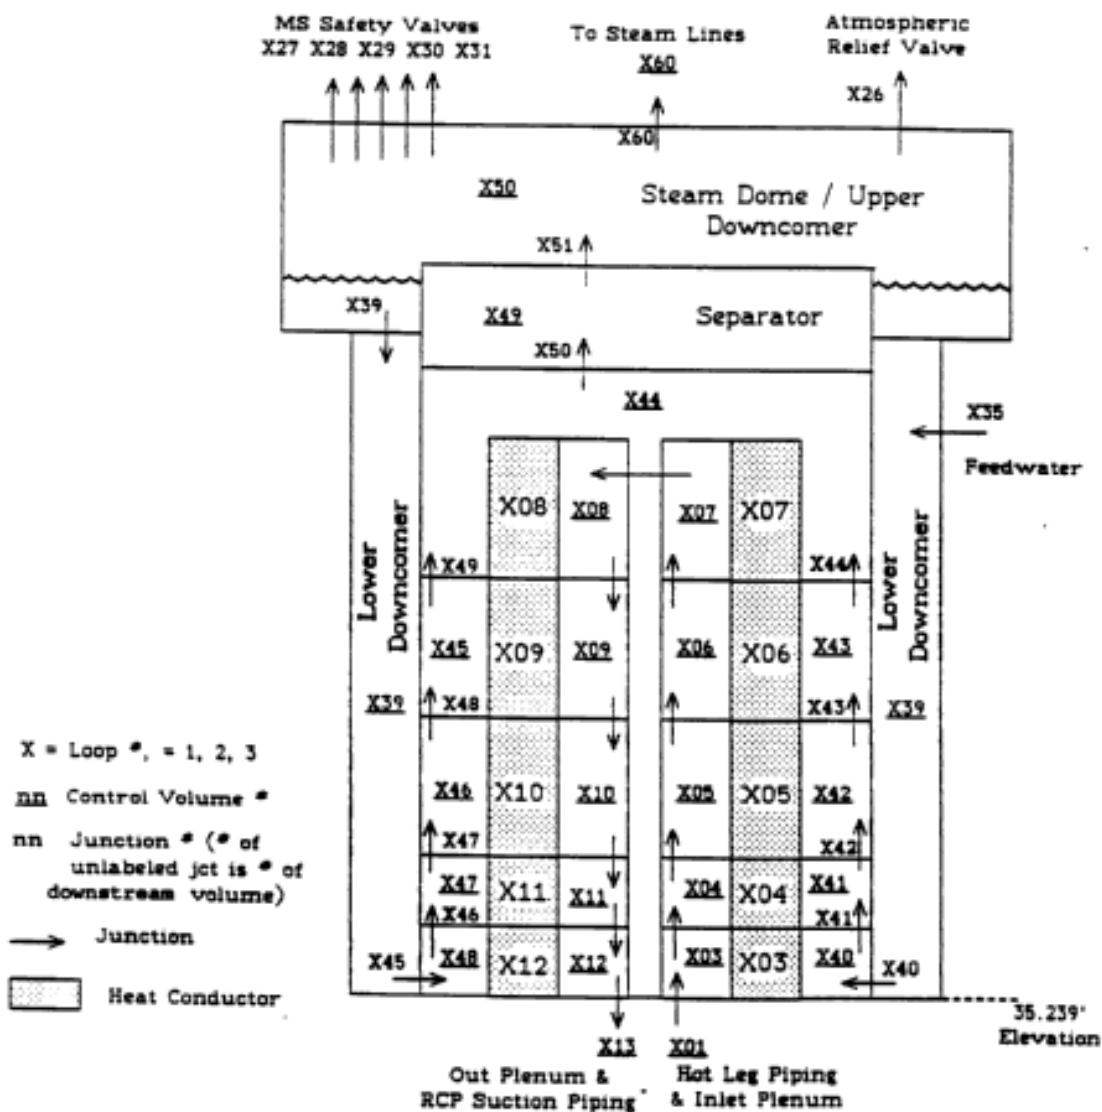 MS Safety Valves
X27 X28 X29 X30 X31
To Steam Lines
X60
Atmospheric
Relief Valve
X26
X60
X50
Steam Dome / Upper
Downcomer
X51
X39
X49
Separator
X50
X44
X35
Feedwater
X08
X08
X07
X07
Lower
Downcomer
Lower
Downcomer
X49
X44
X45
X09
X09
X06
X06
X43
X39
X48
X43
X39
X = Loop #, = 1, 2, 3
nn Control Volume #
nn Junction # (# of
unlabeled jct is # of
downstream volume)
Junction
Heat Conductor
X46
X10
X10
X05
X05
X42
X47
X42
X47
X11
X11
X04
X04
X41
X46
X41
X45
X48
X12
X12
X03
X03
X40
X40
35.239'
Elevation
X13
X01
Out Plenum &
RCP Suction Piping
Hot Leg Piping
& Inlet Plenum